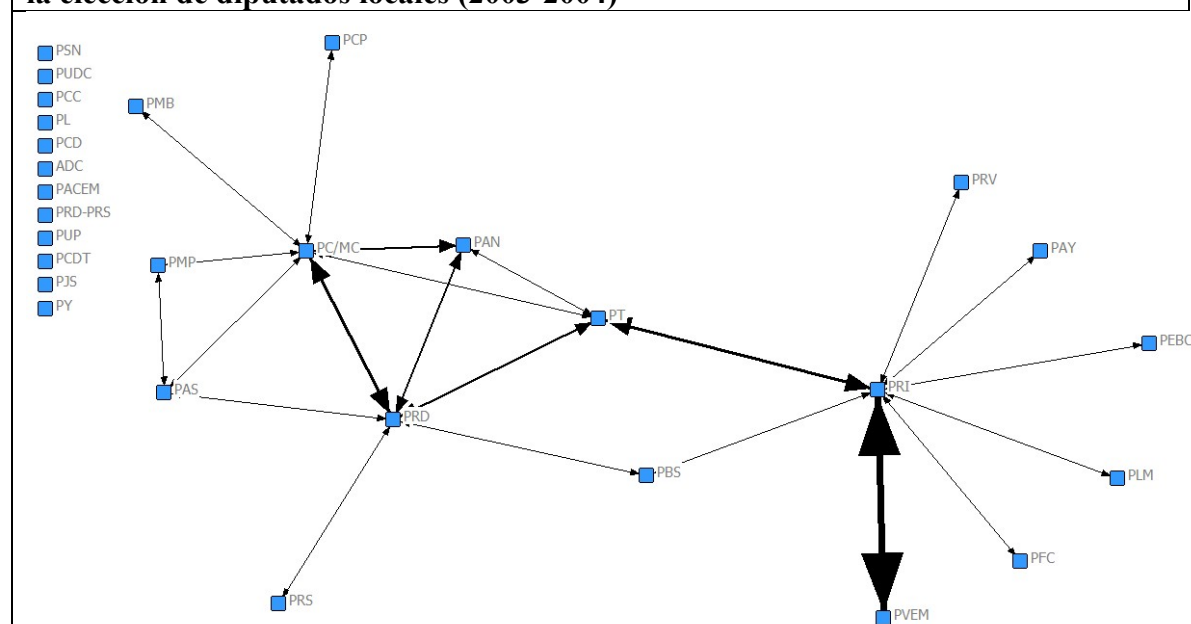 la elección de diputados locales (2003-2004)
PSN
PUDC
PCC
PL
PCD
ADC
PACEM
PRD-PRS
PUP
PCDT
PJS
PY
PCP
PMB
PC/MC
PAN
PMP
PT
PAS
PRD
PBS
PRS
PRV
PAY
PEBC
PRI
PLM
PFC
PVEM